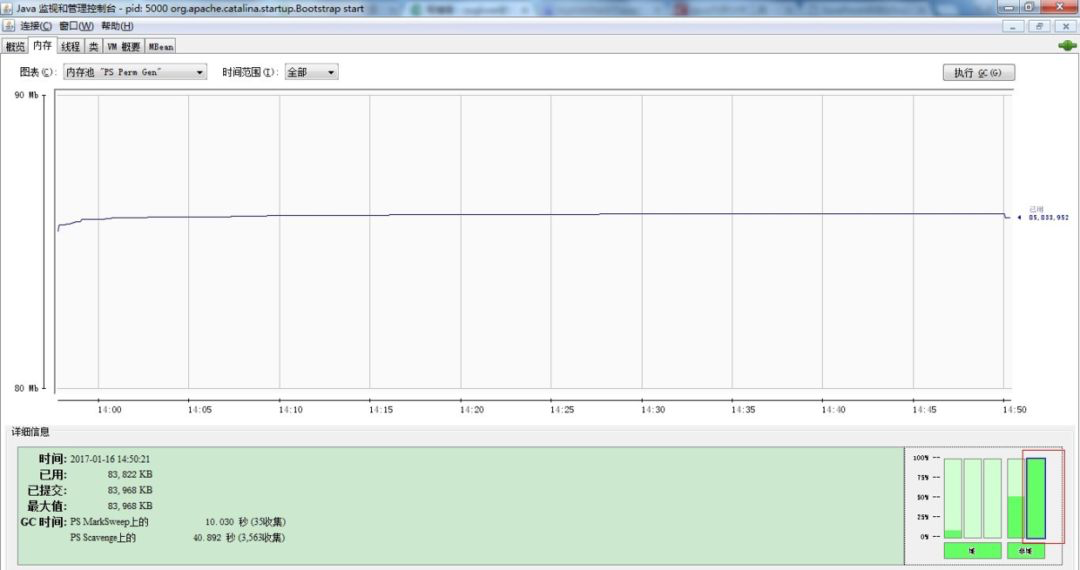 Java 监视和管理控制台 - pid: 5000 org.apache.catalina.startup.Bootstrap start
连接(C) 窗口(W) 帮助(H)
概览 内存 线程 类 VM 概要 MBean
图表(C): 内存池 "PS Perm Gen" 时间范围(T): 全部 执行 GC(G)
90 Mb
已用
85,833,952
80 Mb
14:00 14:05 14:10 14:15 14:20 14:25 14:30 14:35 14:40 14:45 14:50
详细信息
时间: 2017-01-16 14:50:21
已用: 83,822 KB
已提交: 83,968 KB
最大值: 83,968 KB
GC 时间: PS MarkSweep上的 10.030 秒 (35收集)
PS Scavenge上的 40.892 秒 (3,563收集)
100% --
75% --
50% --
25% --
0% --
堆 非堆